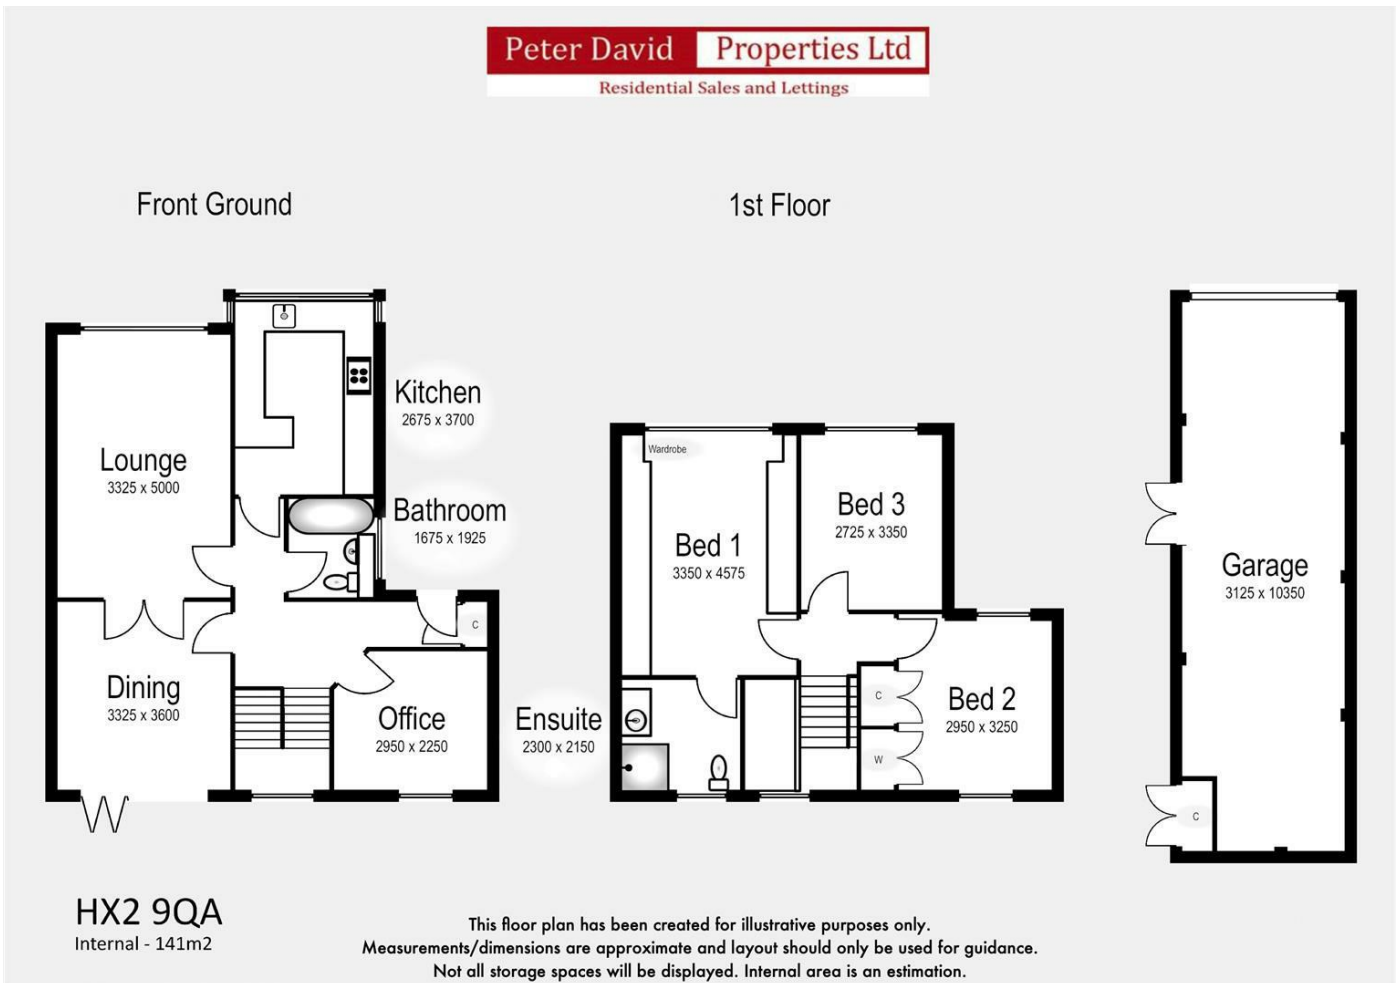 Peter David Properties Ltd
Residential Sales and Lettings
Front Ground
1st Floor
Kitchen
2675 x 3700
Lounge
3325 x 5000
Bathroom
1675 x 1925
C
Dining
3325 x 3600
Office
2950 x 2250
Wardrobe
Bed 1
3350 x 4575
Bed 3
2725 x 3350
Ensuite
2300 x 2150
C
W
Bed 2
2950 x 3250
Garage
3125 x 10350
C
HX2 9QA
Internal - 141m2
This floor plan has been created for illustrative purposes only.
Measurements/dimensions are approximate and layout should only be used for guidance.
Not all storage spaces will be displayed. Internal area is an estimation.